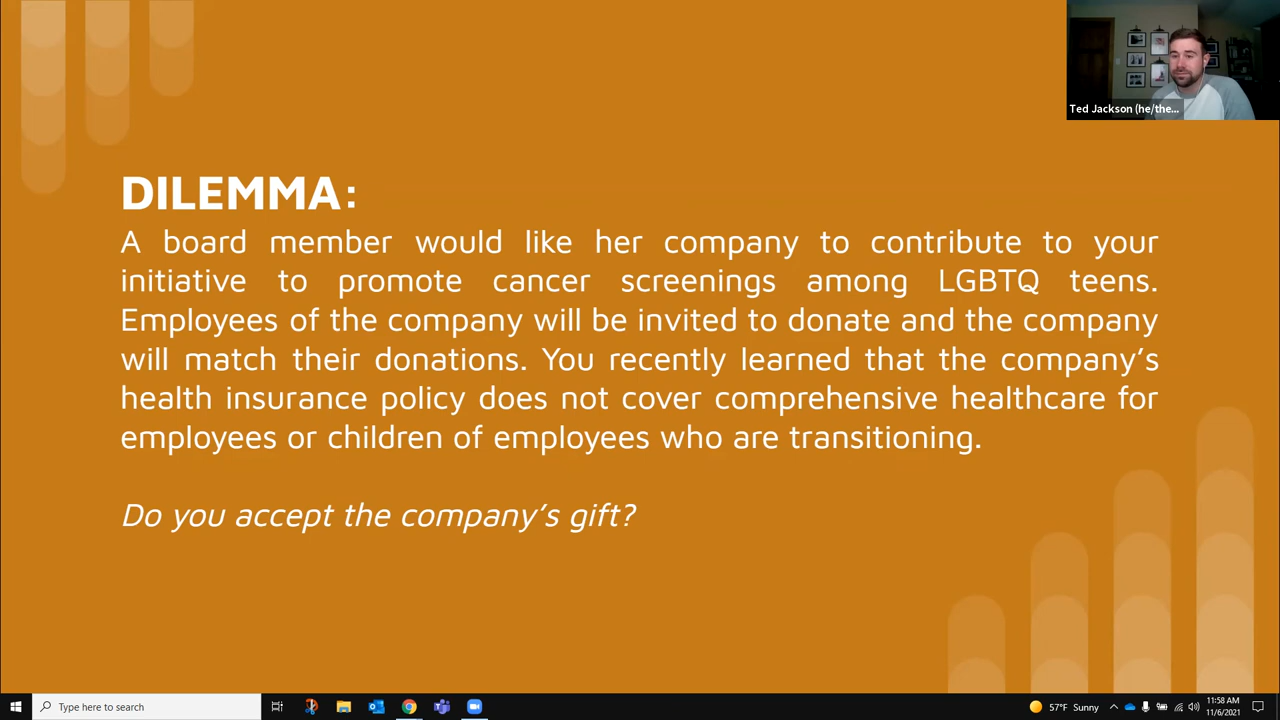 Ted Jackson (he/the...
DILEMMA:
A board member would like her company to contribute to your
initiative to promote cancer screenings among LGBTQ teens.
Employees of the company will be invited to donate and the company
will match their donations. You recently learned that the company’s
health insurance policy does not cover comprehensive healthcare for
employees or children of employees who are transitioning.
Do you accept the company’s gift?
Type here to search
57°F Sunny
11:58 AM
11/6/2021